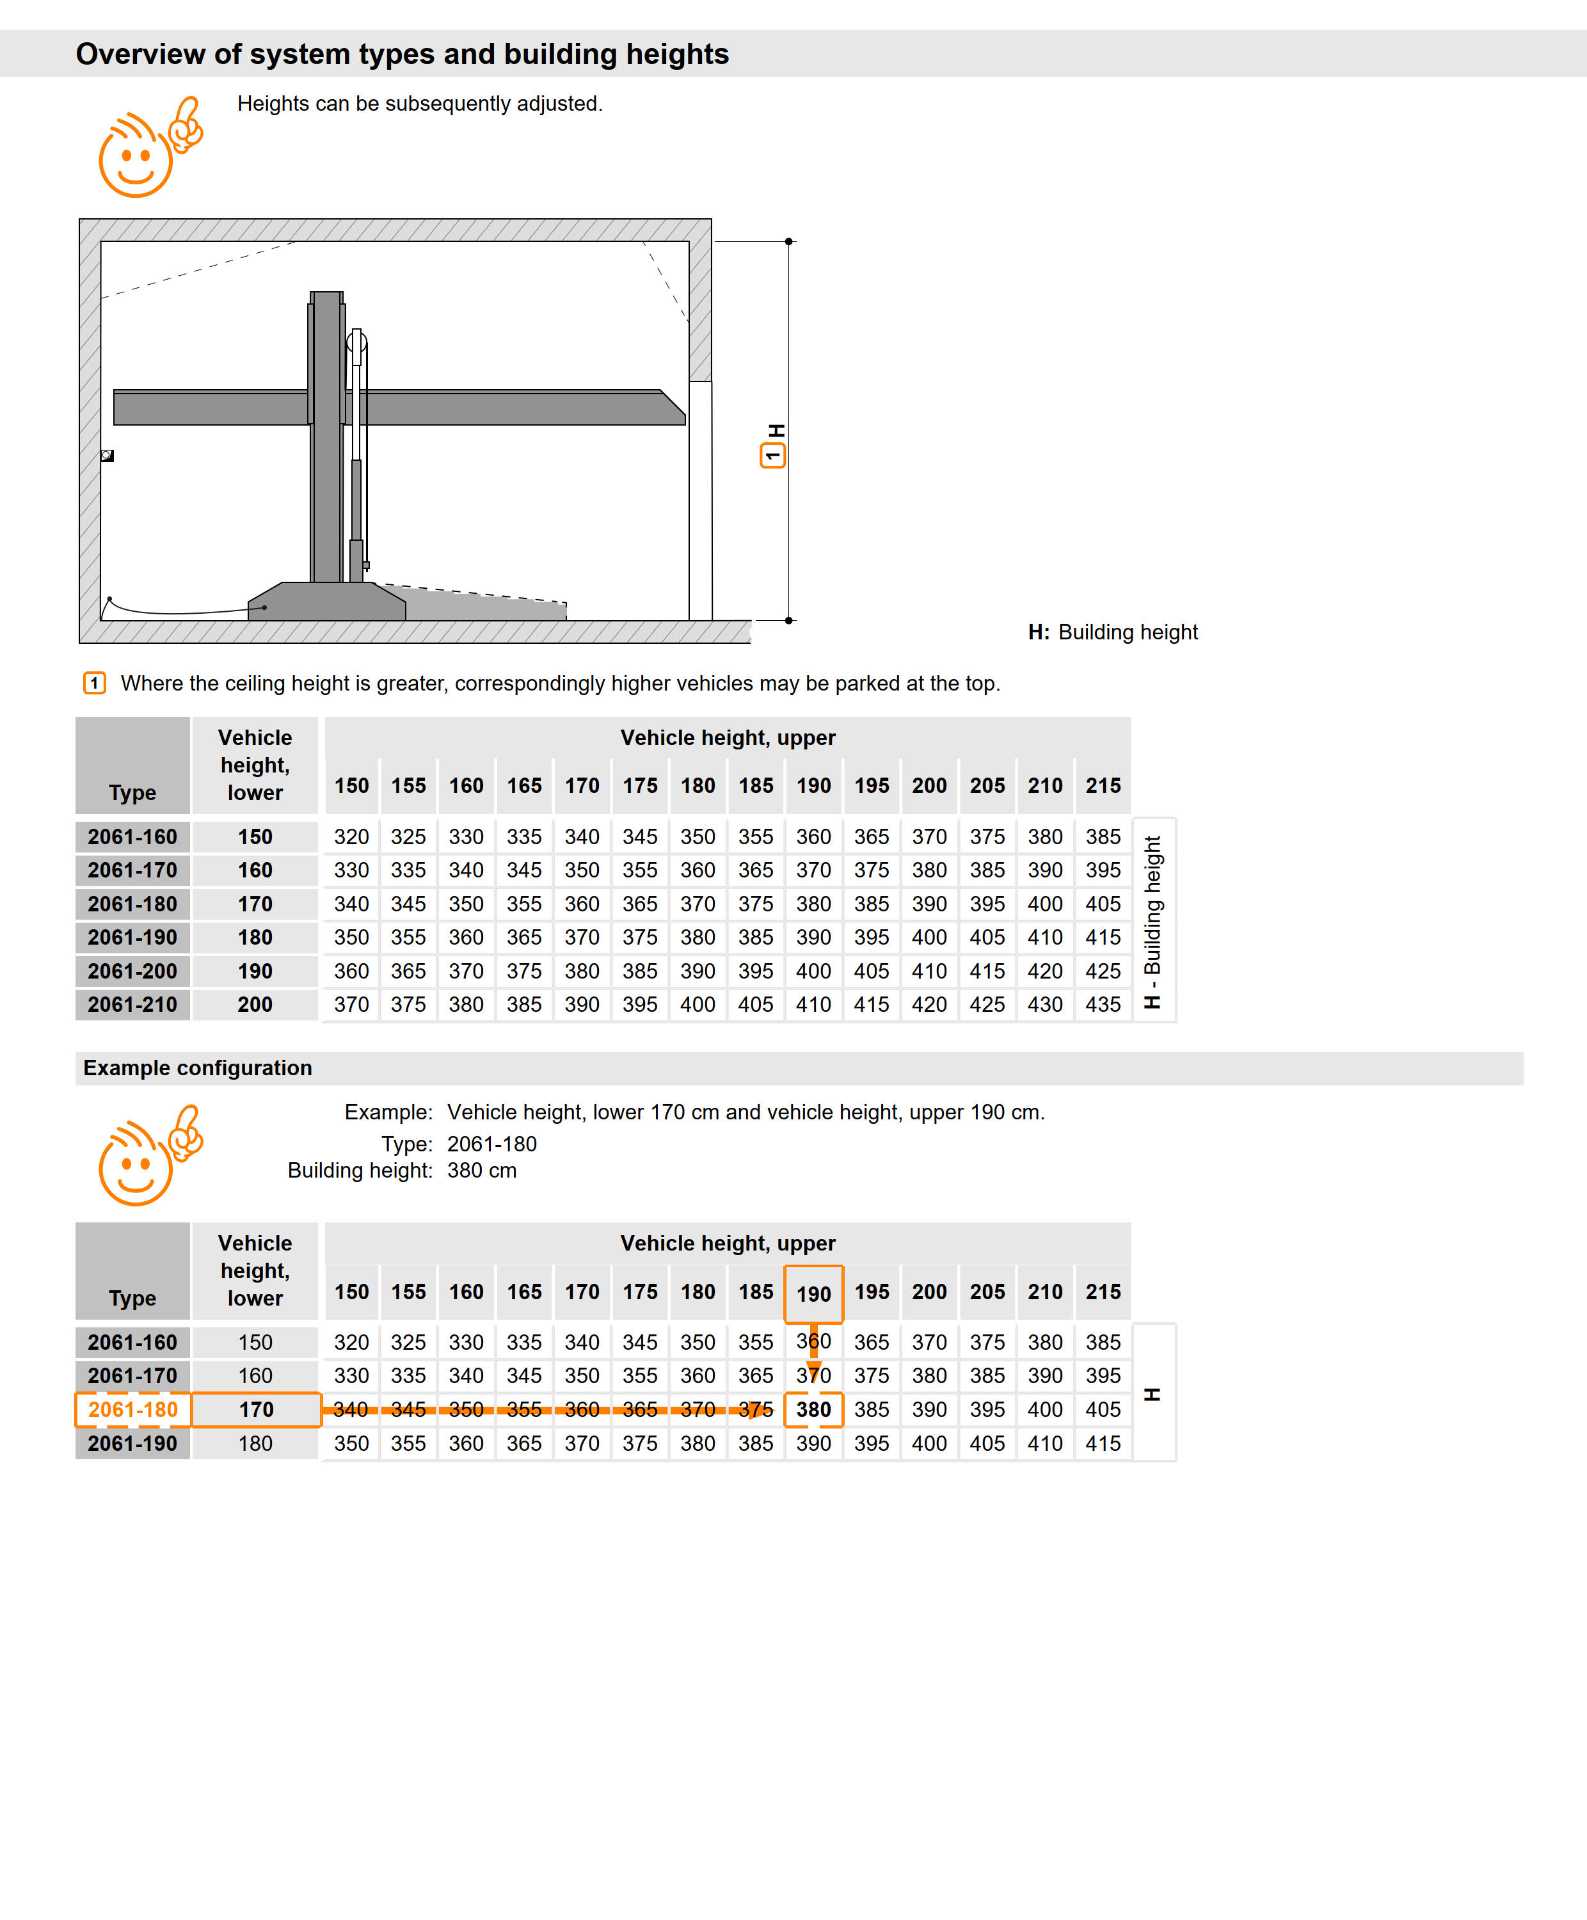 Overview of system types and building heights
Heights can be subsequently adjusted.
1 H
H: Building height
1 Where the ceiling height is greater, correspondingly higher vehicles may be parked at the top.
Type Vehicle height, lower Vehicle height, upper
150 155 160 165 170 175 180 185 190 195 200 205 210 215
2061-160 150 320 325 330 335 340 345 350 355 360 365 370 375 380 385
2061-170 160 330 335 340 345 350 355 360 365 370 375 380 385 390 395
2061-180 170 340 345 350 355 360 365 370 375 380 385 390 395 400 405
2061-190 180 350 355 360 365 370 375 380 385 390 395 400 405 410 415
2061-200 190 360 365 370 375 380 385 390 395 400 405 410 415 420 425
2061-210 200 370 375 380 385 390 395 400 405 410 415 420 425 430 435
H - Building height
Example configuration
Example: Vehicle height, lower 170 cm and vehicle height, upper 190 cm.
Type: 2061-180
Building height: 380 cm
Type Vehicle height, lower Vehicle height, upper
150 155 160 165 170 175 180 185 190 195 200 205 210 215
2061-160 150 320 325 330 335 340 345 350 355 360 365 370 375 380 385
2061-170 160 330 335 340 345 350 355 360 365 370 375 380 385 390 395
2061-180 170 340 345 350 355 360 365 370 375 380 385 390 395 400 405
2061-190 180 350 355 360 365 370 375 380 385 390 395 400 405 410 415
H